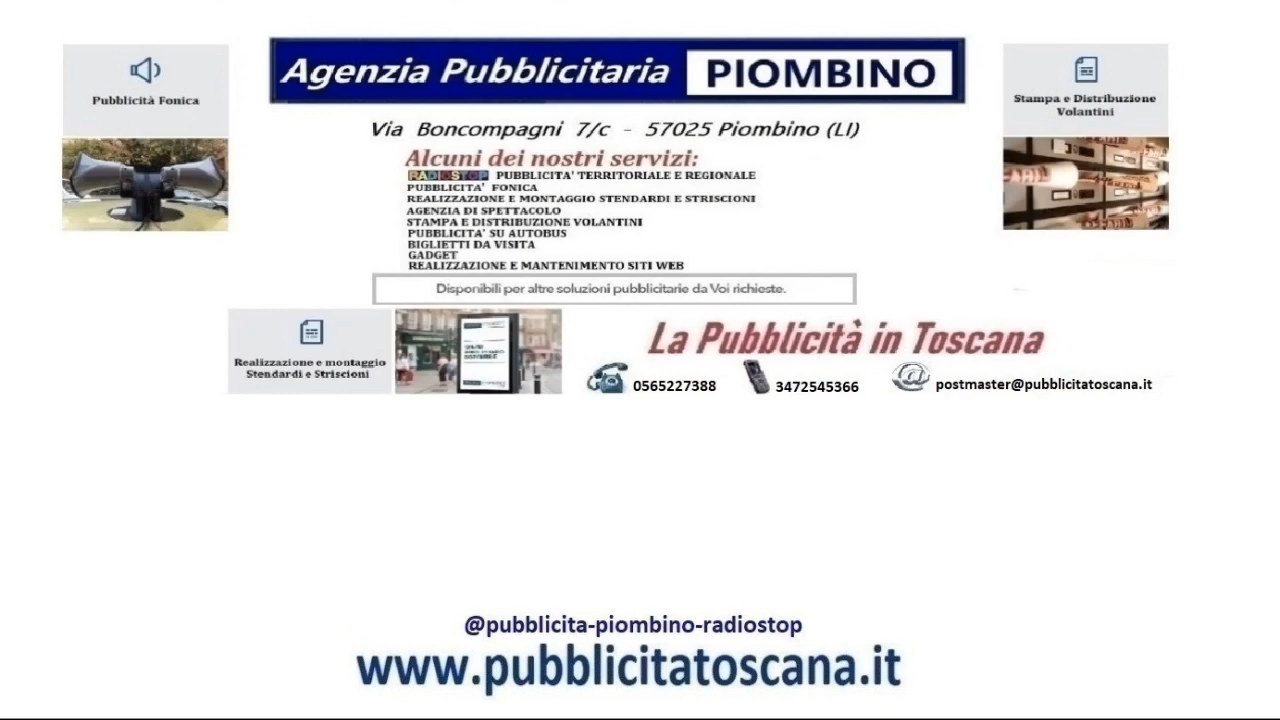 Agenzia Pubblicitaria PIOMBINO
Pubblicità Fonica
Stampa e Distribuzione
Volantini
Via Boncompagni 7/c - 57025 Piombino (LI)
Alcuni dei nostri servizi:
RADIOSTOP PUBBLICITA' TERRITORIALE E REGIONALE
PUBBLICITA' FONICA
REALIZZAZIONE E MONTAGGIO STENDARDI E STRISCIONI
AGENZIA DI SPETTACOLO
STAMPA E DISTRIBUZIONE VOLANTINI
PUBBLICITA' SU AUTOBUS
BIGLIETTI DA VISITA
GADGET
REALIZZAZIONE E MANTENIMENTO SITI WEB
Disponibili per altre soluzioni pubblicitarie da Voi richieste.
Realizzazione e montaggio
Stendardi e Striscioni
La Pubblicità in Toscana
0565227388 3472545366 postmaster@pubblicitatoscana.it
@pubblicita-piombino-radiostop
www.pubblicitatoscana.it